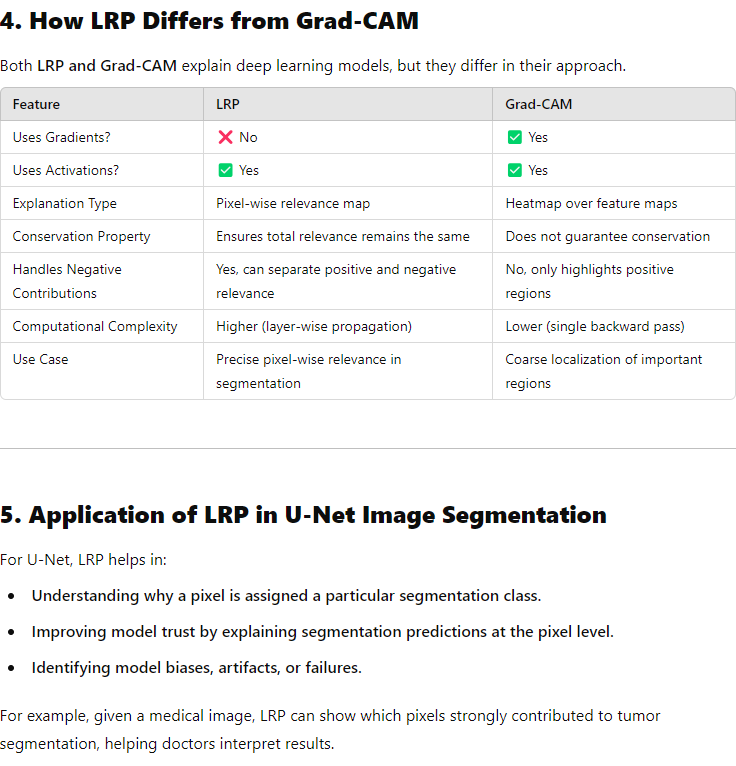 4. How LRP Differs from Grad-CAM
Both LRP and Grad-CAM explain deep learning models, but they differ in their approach.
Feature LRP Grad-CAM
Uses Gradients? ❌ No ✅ Yes
Uses Activations? ✅ Yes ✅ Yes
Explanation Type Pixel-wise relevance map Heatmap over feature maps
Conservation Property Ensures total relevance remains the same Does not guarantee conservation
Handles Negative Yes, can separate positive and negative No, only highlights positive
Contributions relevance regions
Computational Complexity Higher (layer-wise propagation) Lower (single backward pass)
Use Case Precise pixel-wise relevance in Coarse localization of important
segmentation regions
5. Application of LRP in U-Net Image Segmentation
For U-Net, LRP helps in:
• Understanding why a pixel is assigned a particular segmentation class.
• Improving model trust by explaining segmentation predictions at the pixel level.
• Identifying model biases, artifacts, or failures.
For example, given a medical image, LRP can show which pixels strongly contributed to tumor
segmentation, helping doctors interpret results.